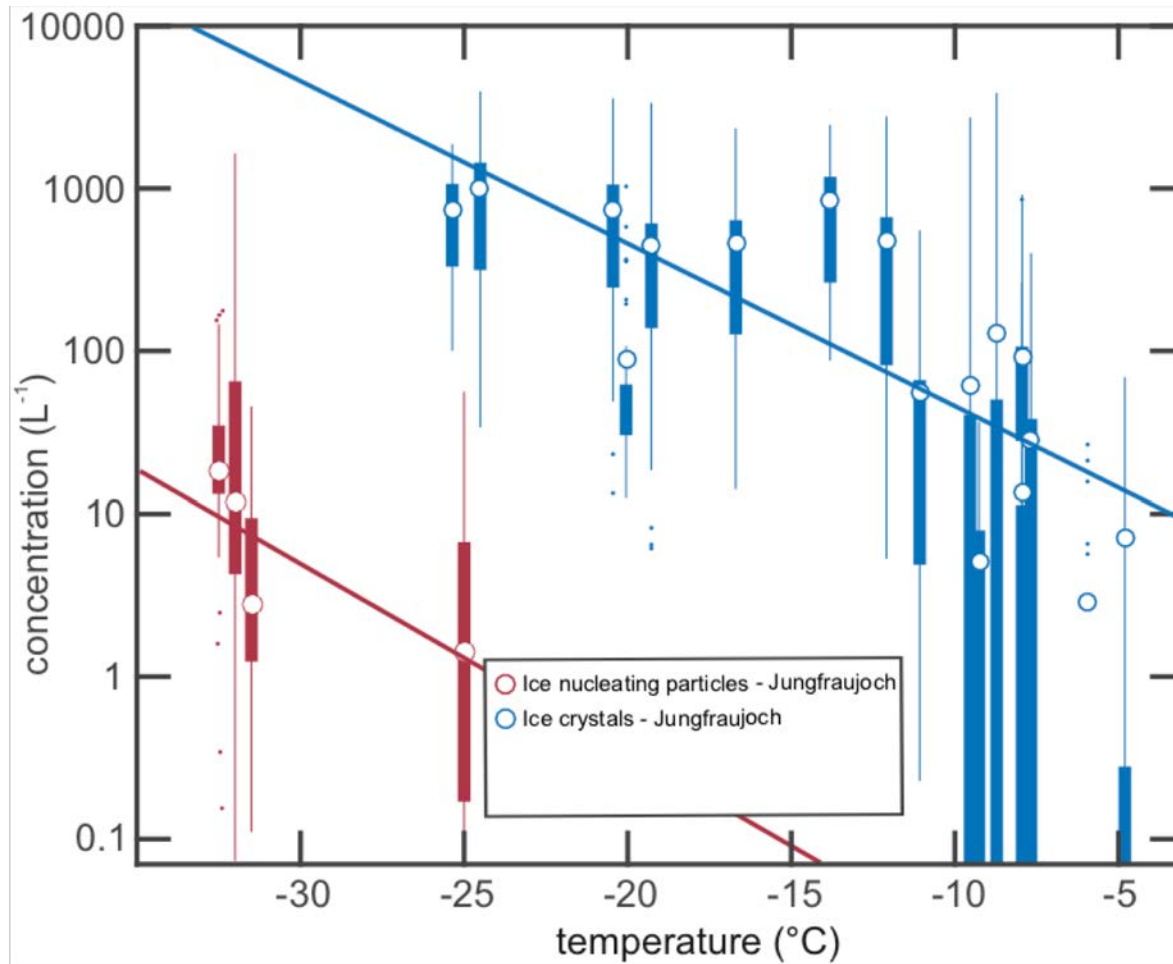 10000
1000
100
10
1
0.1
concentration (L⁻¹)
Ice nucleating particles - Jungfraujoch
Ice crystals - Jungfraujoch
-30 -25 -20 -15 -10 -5
temperature (°C)